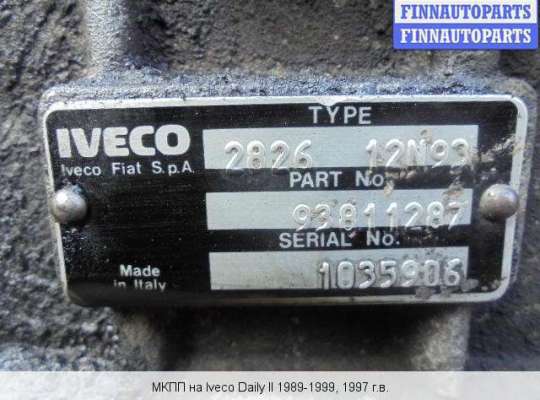 FINNAUTOPARTS
FINNAUTOPARTS
TYPE
IVECO
Iveco Fiat S.p.A.
2826 12N93
PART No.
93811287
SERIAL No.
1035906
Made
in Italy
МКПП на Iveco Daily II 1989-1999, 1997 г.в.